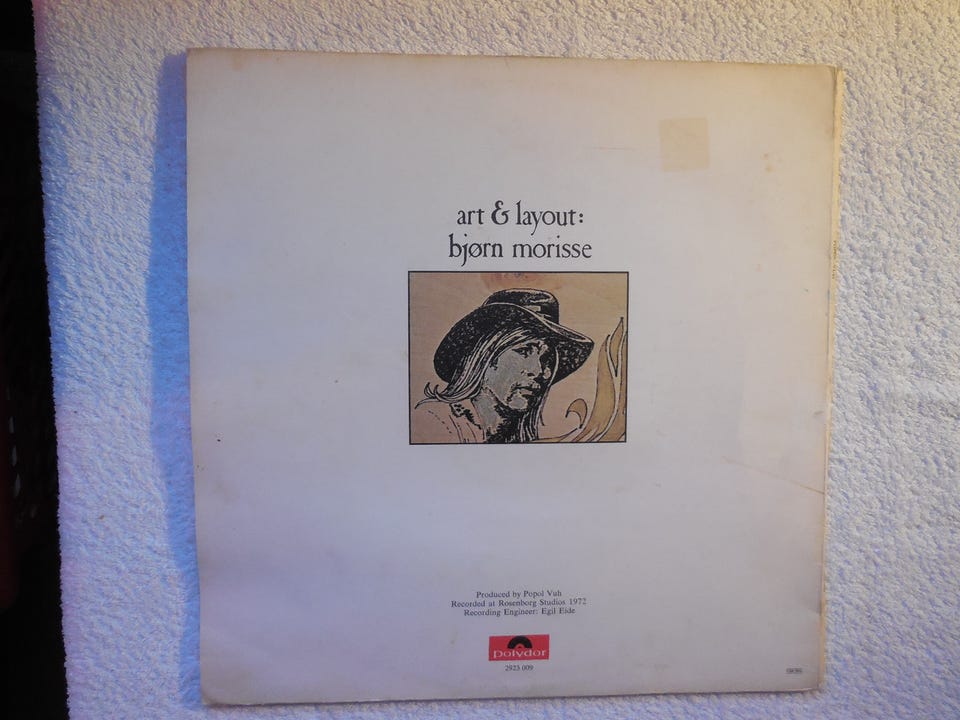 art & layout:
bjørn morisse
Produced by Popol Vuh
Recorded at Rosenborg Studios 1972
Recording Engineer: Egil Eide
polydor
2923 009